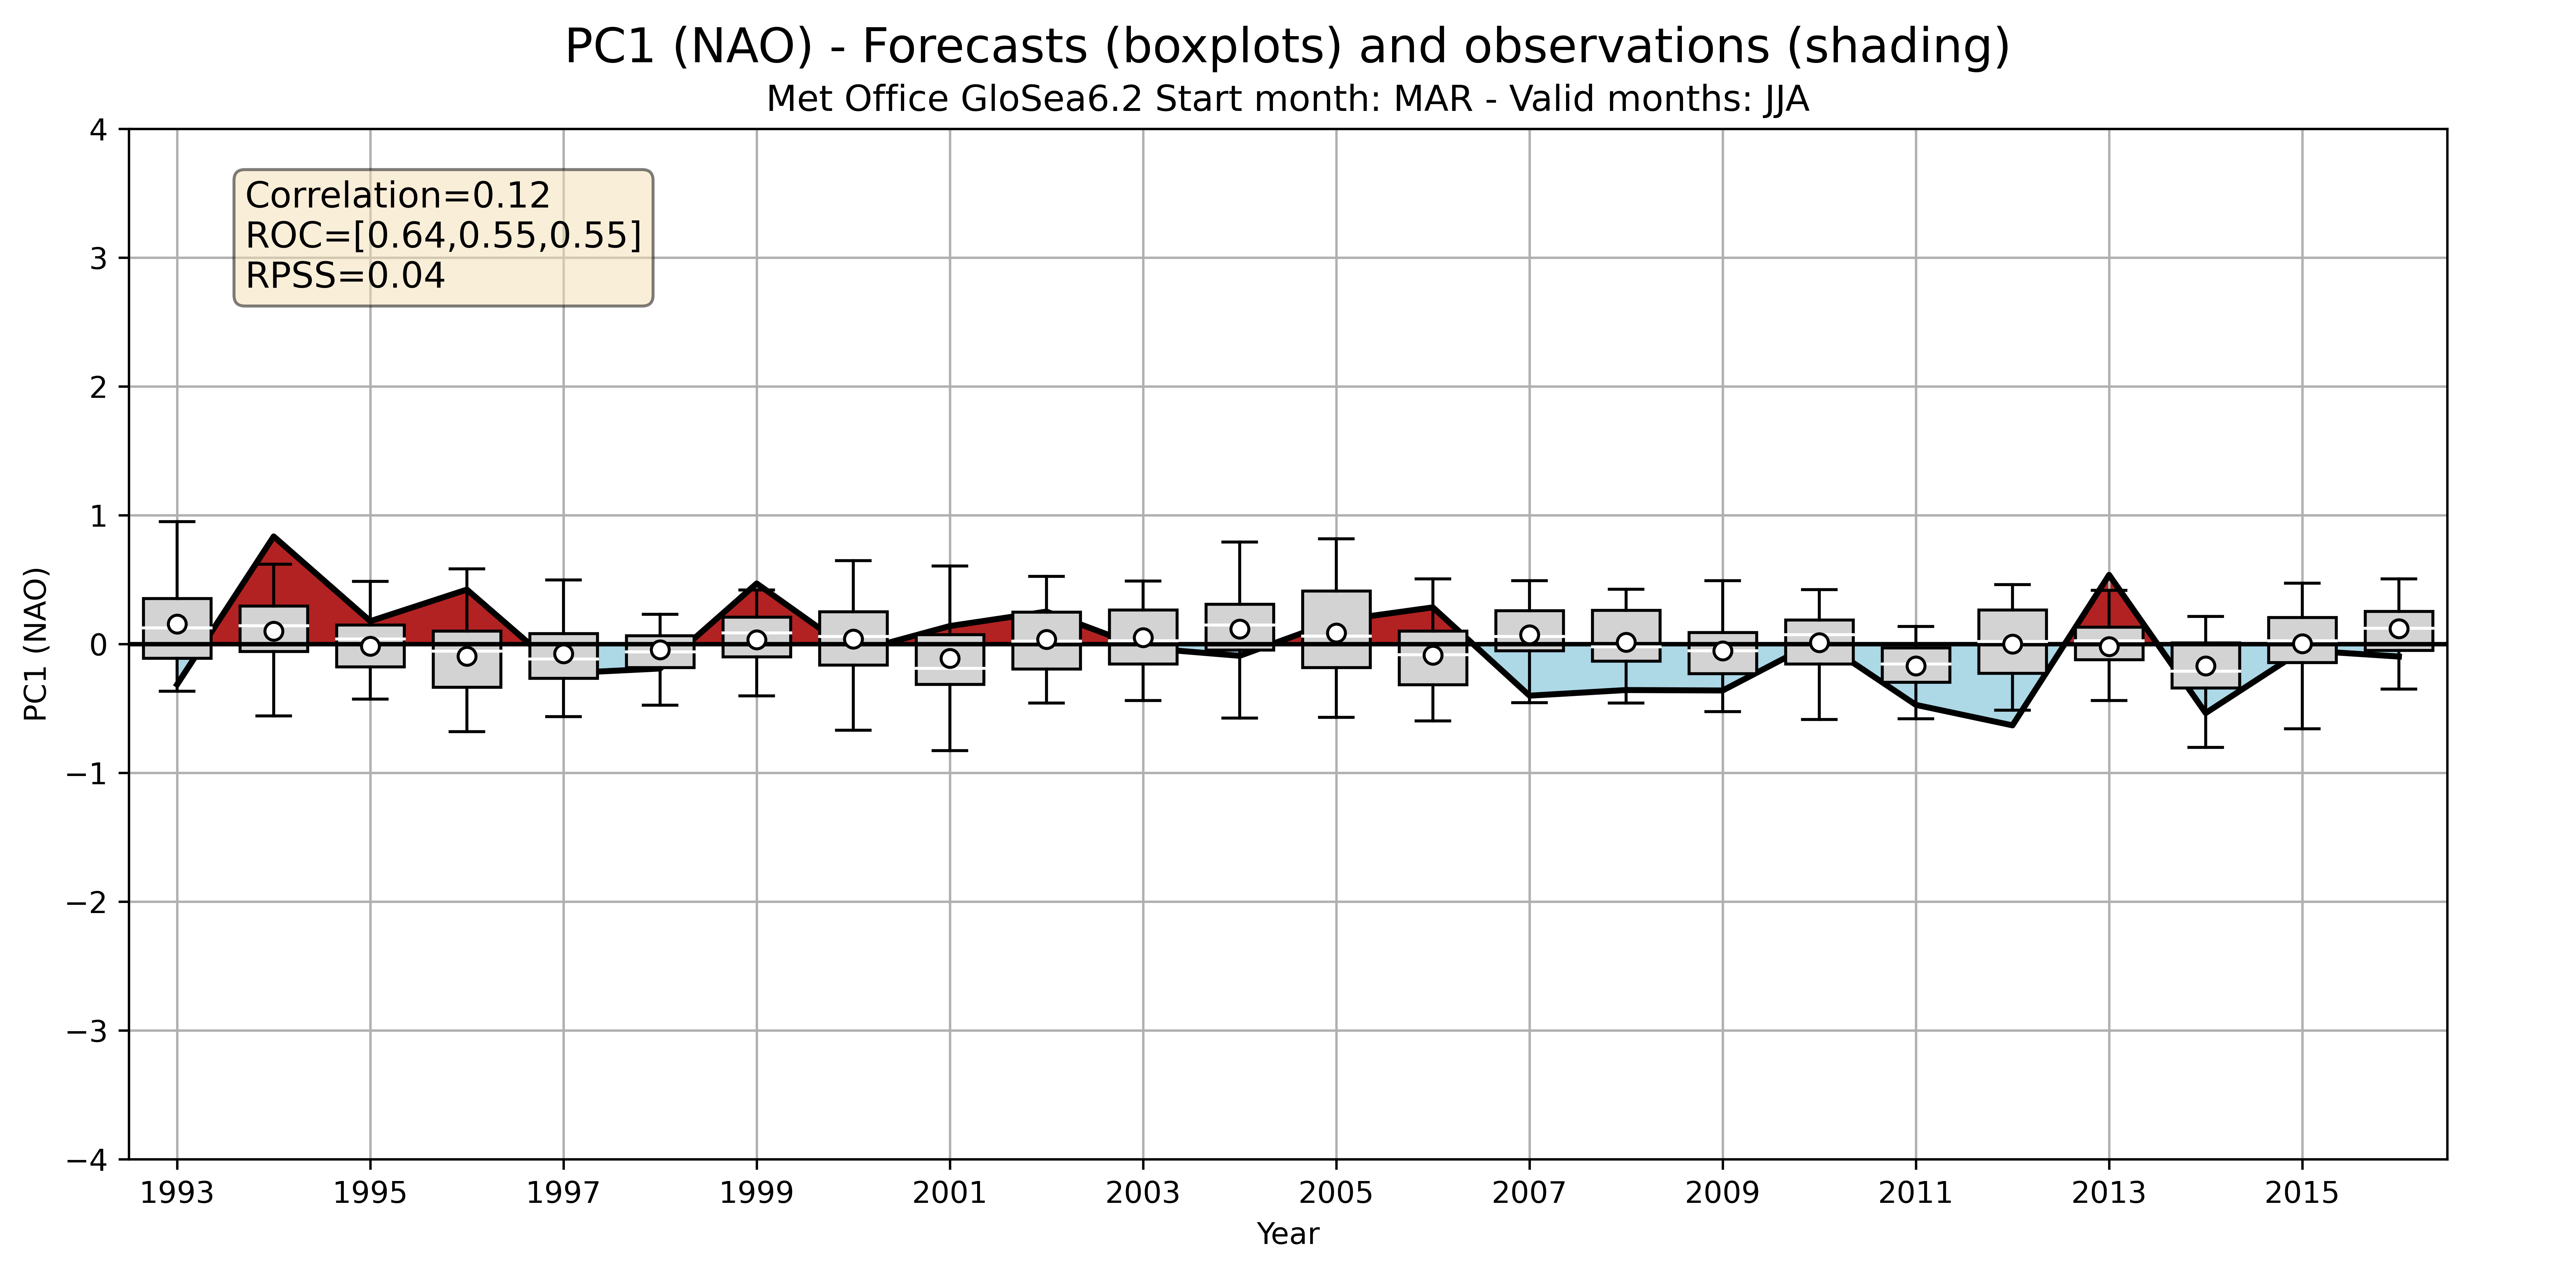 PC1 (NAO) - Forecasts (boxplots) and observations (shading)
Met Office GloSea6.2 Start month: MAR - Valid months: JJA
Correlation=0.12
ROC=[0.64,0.55,0.55]
RPSS=0.04
PC1 (NAO)
4
3
2
1
0
−1
−2
−3
−4
1993 1995 1997 1999 2001 2003 2005 2007 2009 2011 2013 2015
Year